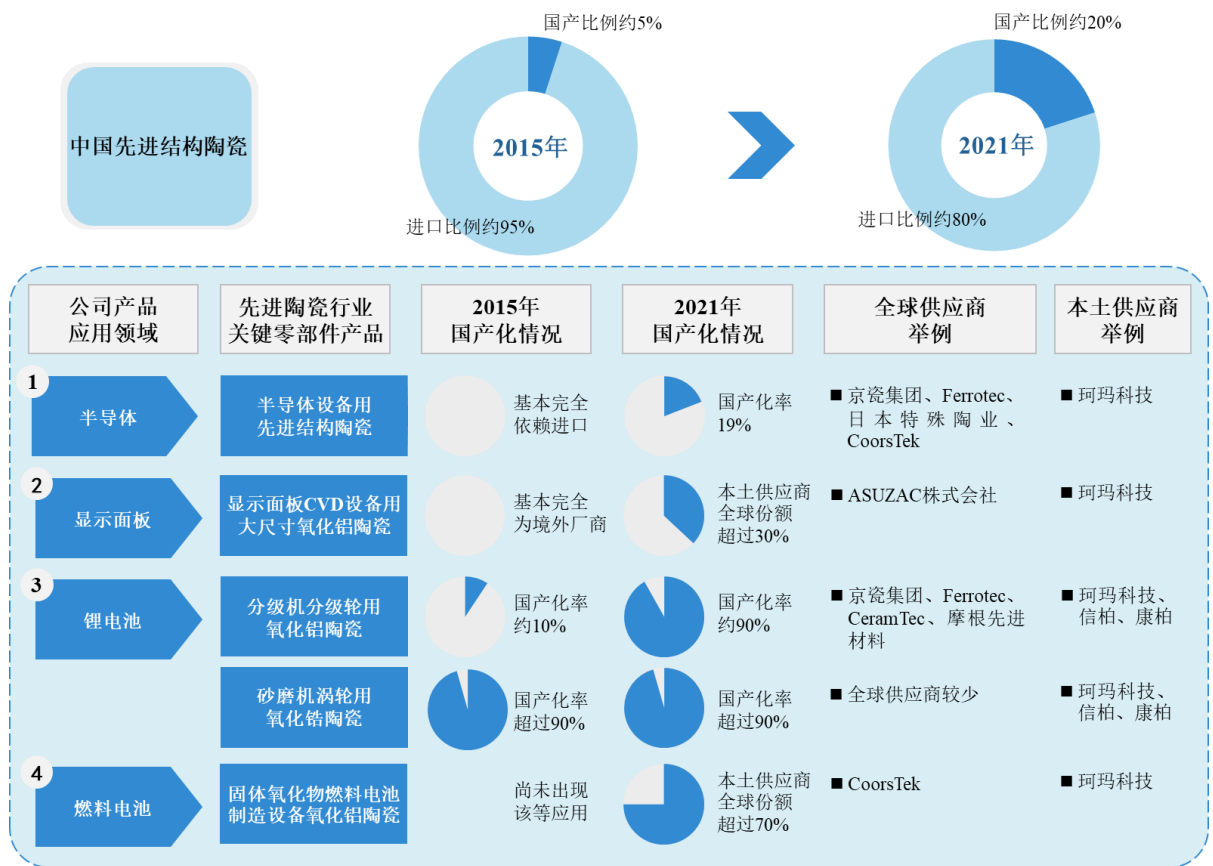 国产比例约5%
国产比例约20%
中国先进结构陶瓷
2015年
2021年
进口比例约95%
进口比例约80%
公司产品
应用领域
先进陶瓷行业
关键零部件产品
2015年
国产化情况
2021年
国产化情况
全球供应商
举例
本土供应商
举例
1
半导体
半导体设备用
先进结构陶瓷
基本完全
依赖进口
国产化率
19%
■ 京瓷集团、Ferrotec、
日本特殊陶业、
CoorsTek
■ 珂玛科技
2
显示面板
显示面板CVD设备用
大尺寸氧化铝陶瓷
基本完全
为境外厂商
本土供应商
全球份额
超过30%
■ ASUZAC株式会社
■ 珂玛科技
3
锂电池
分级机分级轮用
氧化铝陶瓷
国产化率
约10%
国产化率
约90%
■ 京瓷集团、Ferrotec、
CeramTec、摩根先进
材料
■ 珂玛科技、
信柏、康柏
砂磨机涡轮用
氧化锆陶瓷
国产化率
超过90%
国产化率
超过90%
■ 全球供应商较少
■ 珂玛科技、
信柏、康柏
4
燃料电池
固体氧化物燃料电池
制造设备氧化铝陶瓷
尚未出现
该等应用
本土供应商
全球份额
超过70%
■ CoorsTek
■ 珂玛科技